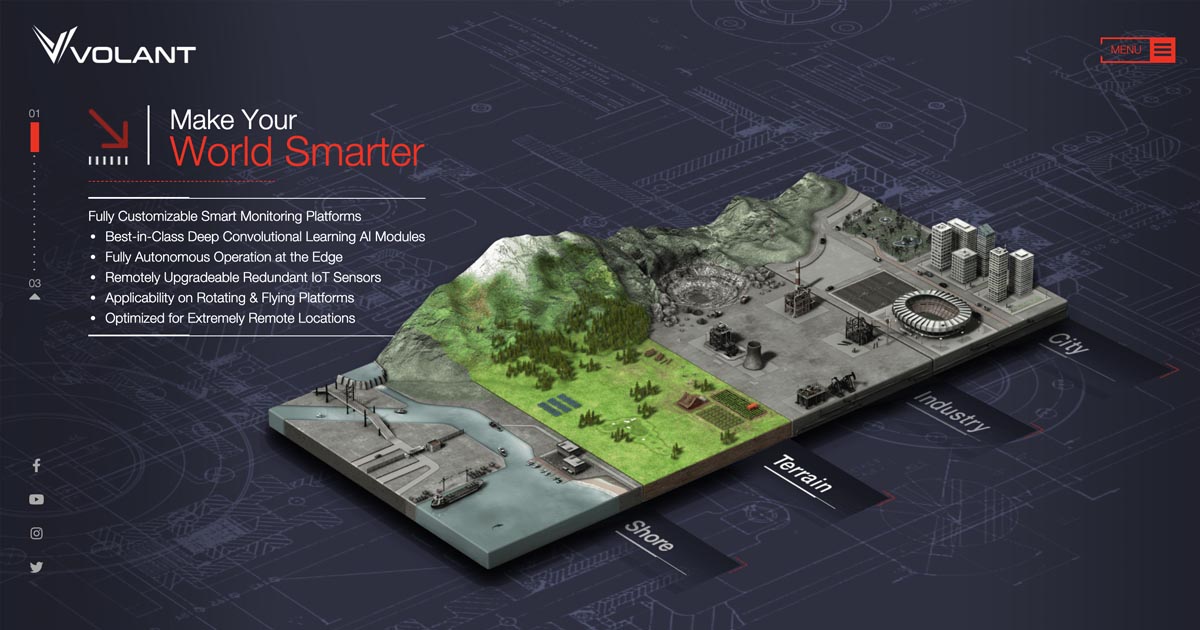 VOLANT
MENU
01
03
Make Your
World Smarter
Fully Customizable Smart Monitoring Platforms
• Best-in-Class Deep Convolutional Learning AI Modules
• Fully Autonomous Operation at the Edge
• Remotely Upgradeable Redundant IoT Sensors
• Applicability on Rotating & Flying Platforms
• Optimized for Extremely Remote Locations
City
Industry
Terrain
Shore